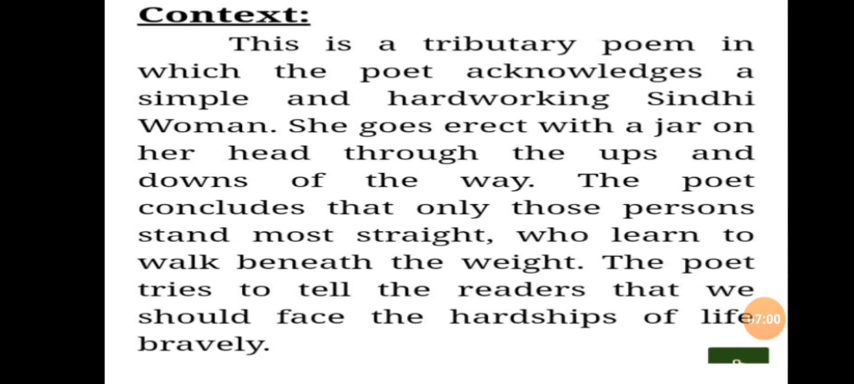 Context:
This is a tributary poem in
which the poet acknowledges a
simple and hardworking Sindhi
Woman. She goes erect with a jar on
her head through the ups and
downs of the way. The poet
concludes that only those persons
stand most straight, who learn to
walk beneath the weight. The poet
tries to tell the readers that we
should face the hardships of life
bravely.